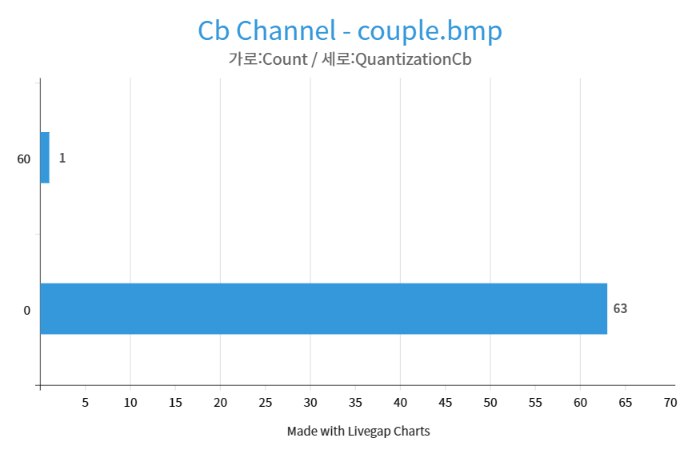 Cb Channel - couple.bmp
가로:Count / 세로:QuantizationCb
60 1
0 63
5 10 15 20 25 30 35 40 45 50 55 60 65 70
Made with Livegap Charts